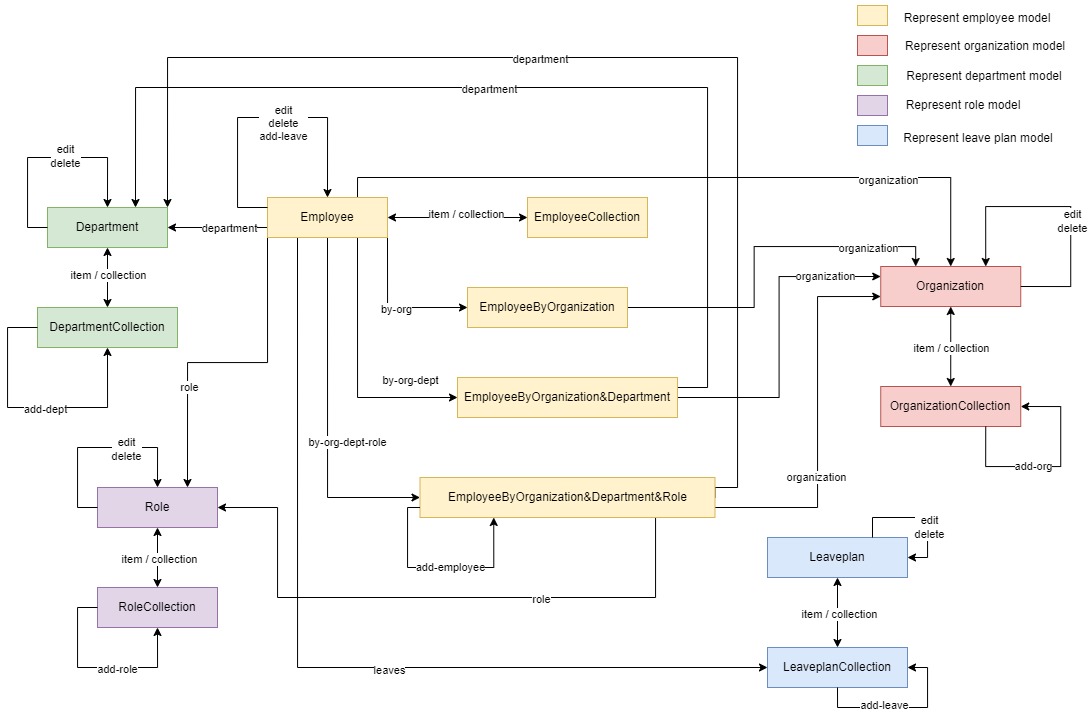 Represent employee model
Represent organization model
Represent department model
Represent role model
Represent leave plan model
department
department
edit
delete
add-leave
edit
delete
organization
Employee
item / collection
EmployeeCollection
Department
department
edit
delete
organization
item / collection
organization
Organization
by-org
EmployeeByOrganization
DepartmentCollection
item / collection
role
by-org-dept
EmployeeByOrganization&Department
add-dept
OrganizationCollection
edit
delete
by-org-dept-role
add-org
organization
Role
EmployeeByOrganization&Department&Role
edit
delete
item / collection
add-employee
Leaveplan
role
RoleCollection
item / collection
add-role
leaves
LeaveplanCollection
add-leave